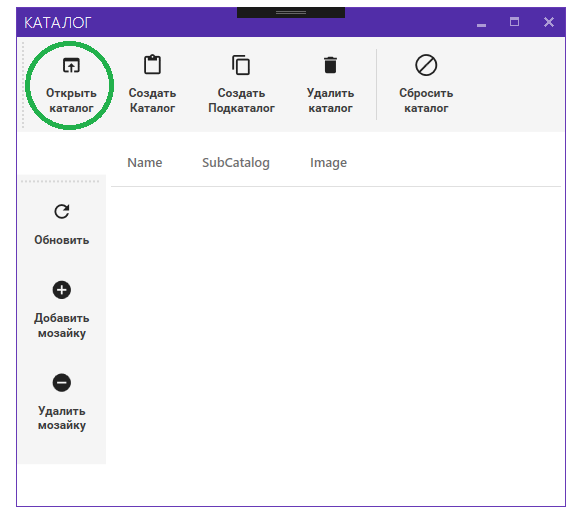 КАТАЛОГ
Открыть
каталог
Создать
Каталог
Создать
Подкаталог
Удалить
каталог
Сбросить
каталог
Name SubCatalog Image
Обновить
Добавить
мозайку
Удалить
мозайку